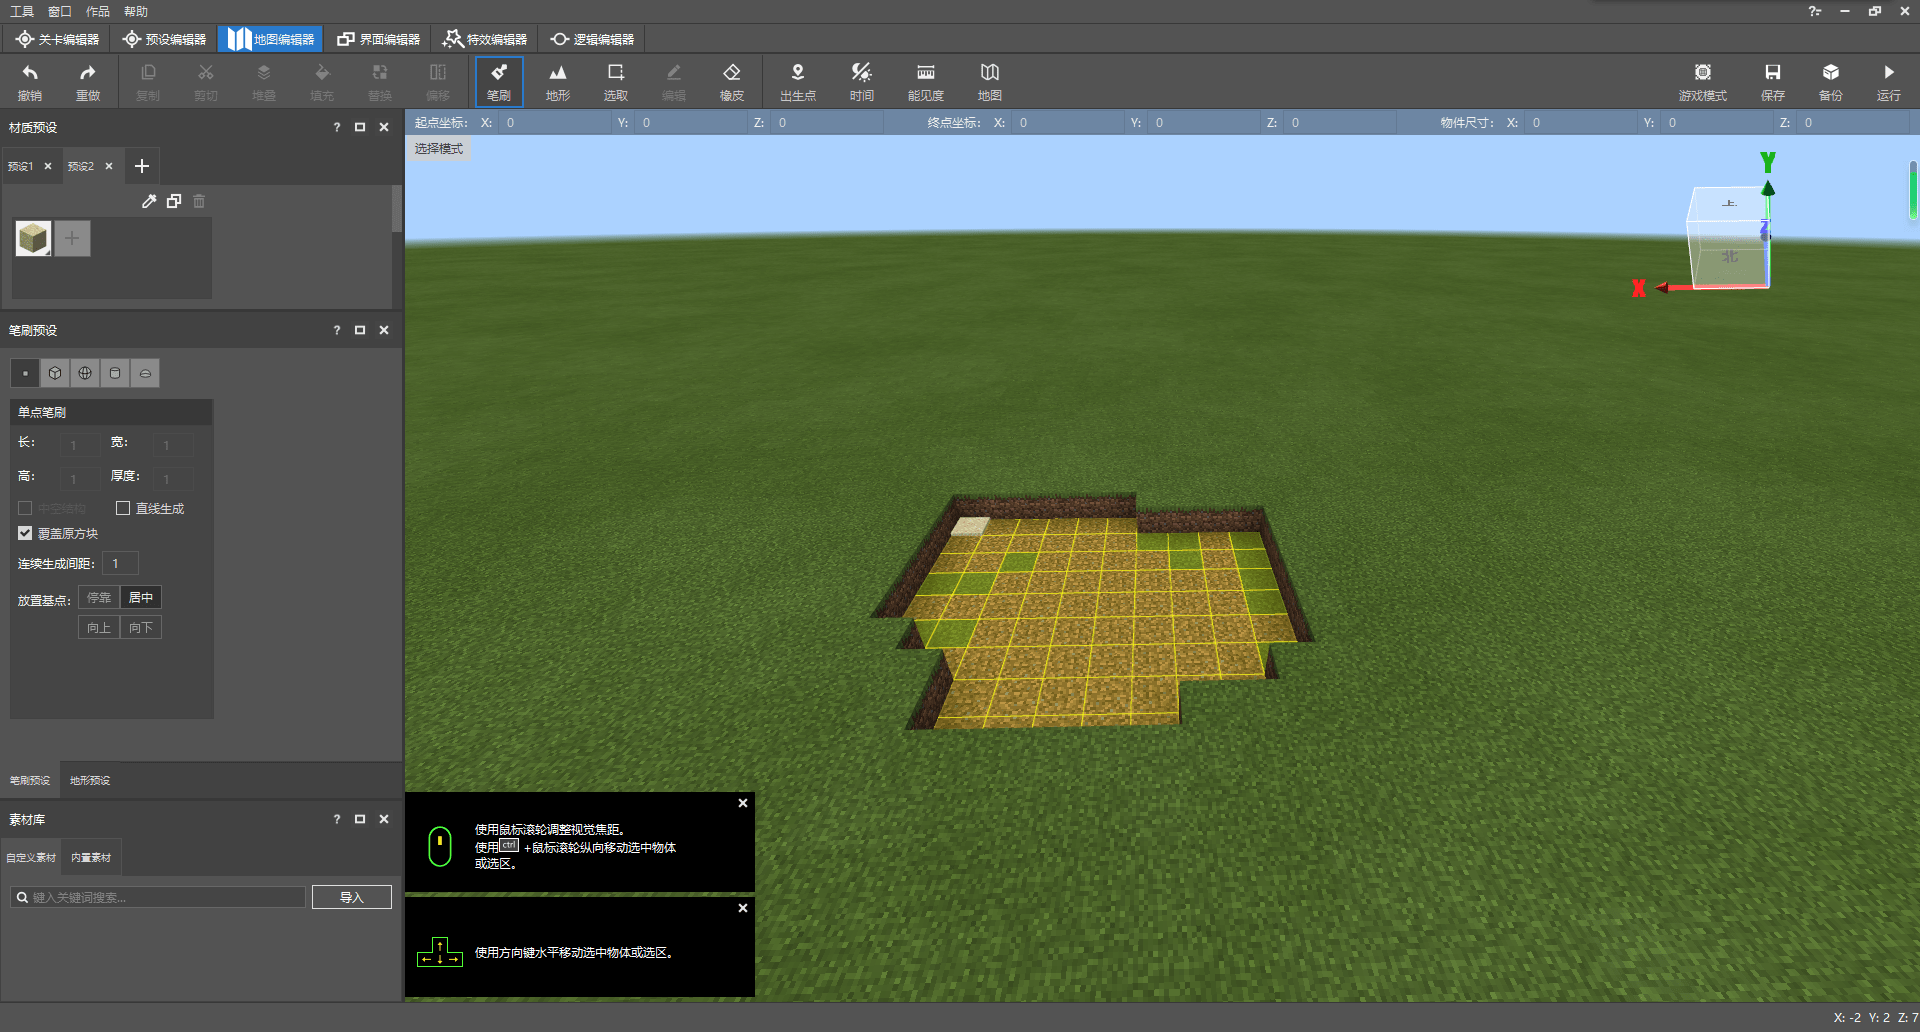 工具 窗口 作品 帮助
关卡编辑器 预设编辑器 地图编辑器 界面编辑器 特效编辑器 逻辑编辑器
撤销 重做 复制 剪切 堆叠 填充 替换 偏移 笔刷 地形 选取 编辑 橡皮 出生点 时间 能见度 地图 游戏模式 保存 备份 运行
材质预设 ?
起点坐标: X: 0 Y: 0 Z: 0 终点坐标: X: 0 Y: 0 Z: 0 物件尺寸: X: 0 Y: 0 Z: 0
选择模式
预设1 预设2
Y
上
Z
北
X
笔刷预设 ?
单点笔刷
长: 1 宽: 1
高: 1 厚度: 1
中空结构 直线生成
覆盖原方块
连续生成间距: 1
放置基点: 停靠 居中
向上 向下
笔刷预设 地形预设
素材库 ?
自定义素材 内置素材
键入关键词搜索... 导入
使用鼠标滚轮调整视觉焦距。
使用ctrl+鼠标滚轮纵向移动选中物体
或选区。
使用方向键水平移动选中物体或选区。
X: -2 Y: 2 Z: 7